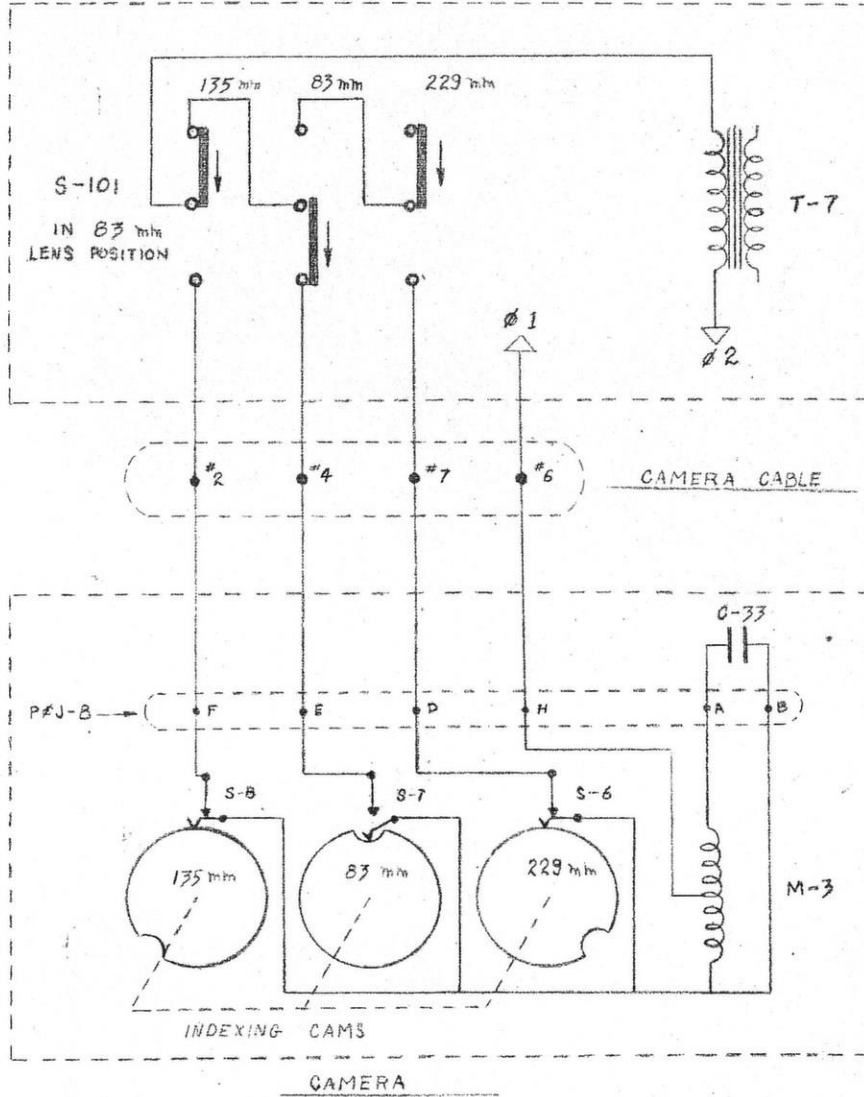 135 mm 83 mm 229 mm
S-101
IN 83 mm
LENS POSITION
T-7
ø 1
ø 2
#2 #4 #7 #6
CAMERA CABLE
C-33
P&J-8 F E D H A B
S-8 S-7 S-6
135 mm 83 mm 229 mm
M-3
INDEXING CAMS
CAMERA